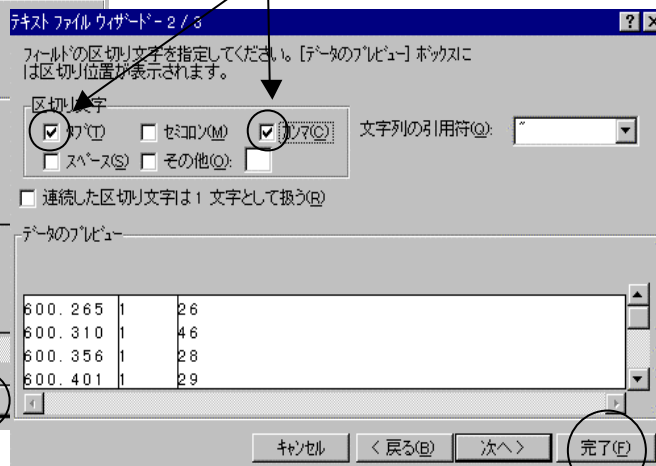 テキスト ファイル ウィザード - 2 / 3
フィールドの区切り文字を指定してください。[データのプレビュー] ボックスに
は区切り位置が表示されます。
区切り文字
タブ(T) セミコロン(M) カンマ(C) 文字列の引用符(Q): "
スペース(S) その他(O):
連続した区切り文字は 1 文字として扱う(R)
データのプレビュー
600.265 1 26
600.310 1 46
600.356 1 28
600.401 1 29
キャンセル < 戻る(B) 次へ > 完了(F)